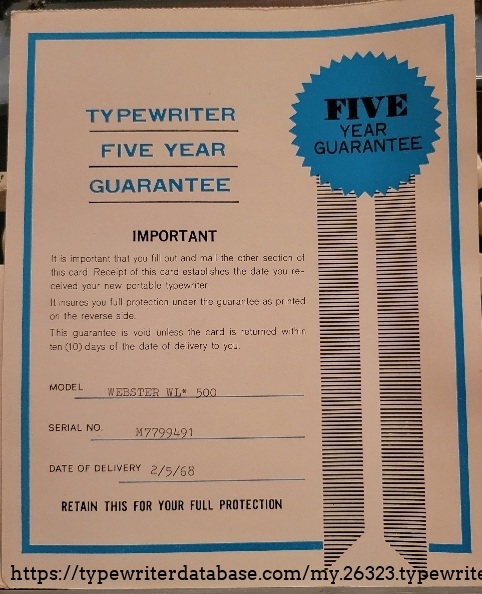 TYPEWRITER
FIVE YEAR
GUARANTEE
FIVE
YEAR
GUARANTEE
IMPORTANT
It is important that you fill out and mail the other section of
this card. Receipt of this card establishes the date you re-
ceived your new portable typewriter
It insures you full protection under the guarantee as printed
on the reverse side.
This guarantee is void unless the card is returned within
ten (10) days of the date of delivery to you.
MODEL WEBSTER WL* 500
SERIAL NO. M7799491
DATE OF DELIVERY 2/5/68
RETAIN THIS FOR YOUR FULL PROTECTION
https://typewriterdatabase.com/my.26323.typewrite